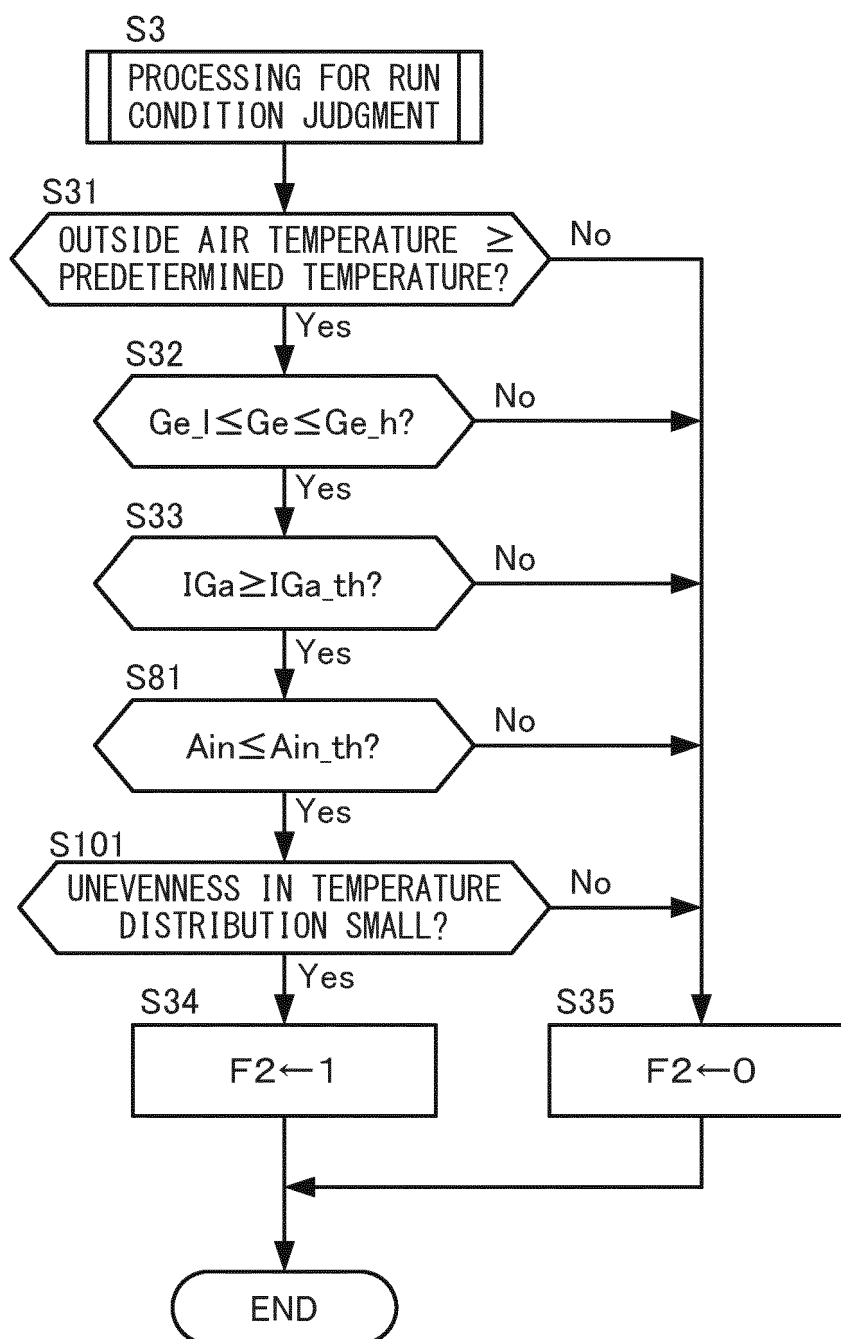 S3
PROCESSING FOR RUN
CONDITION JUDGMENT
S31
OUTSIDE AIR TEMPERATURE ≥
PREDETERMINED TEMPERATURE?
No
Yes
S32
Ge_l≤Ge≤Ge_h?
No
Yes
S33
IGa≥IGa_th?
No
Yes
S81
Ain≤Ain_th?
No
Yes
S101
UNEVENNESS IN TEMPERATURE
DISTRIBUTION SMALL?
No
Yes
S34
F2←1
S35
F2←0
END